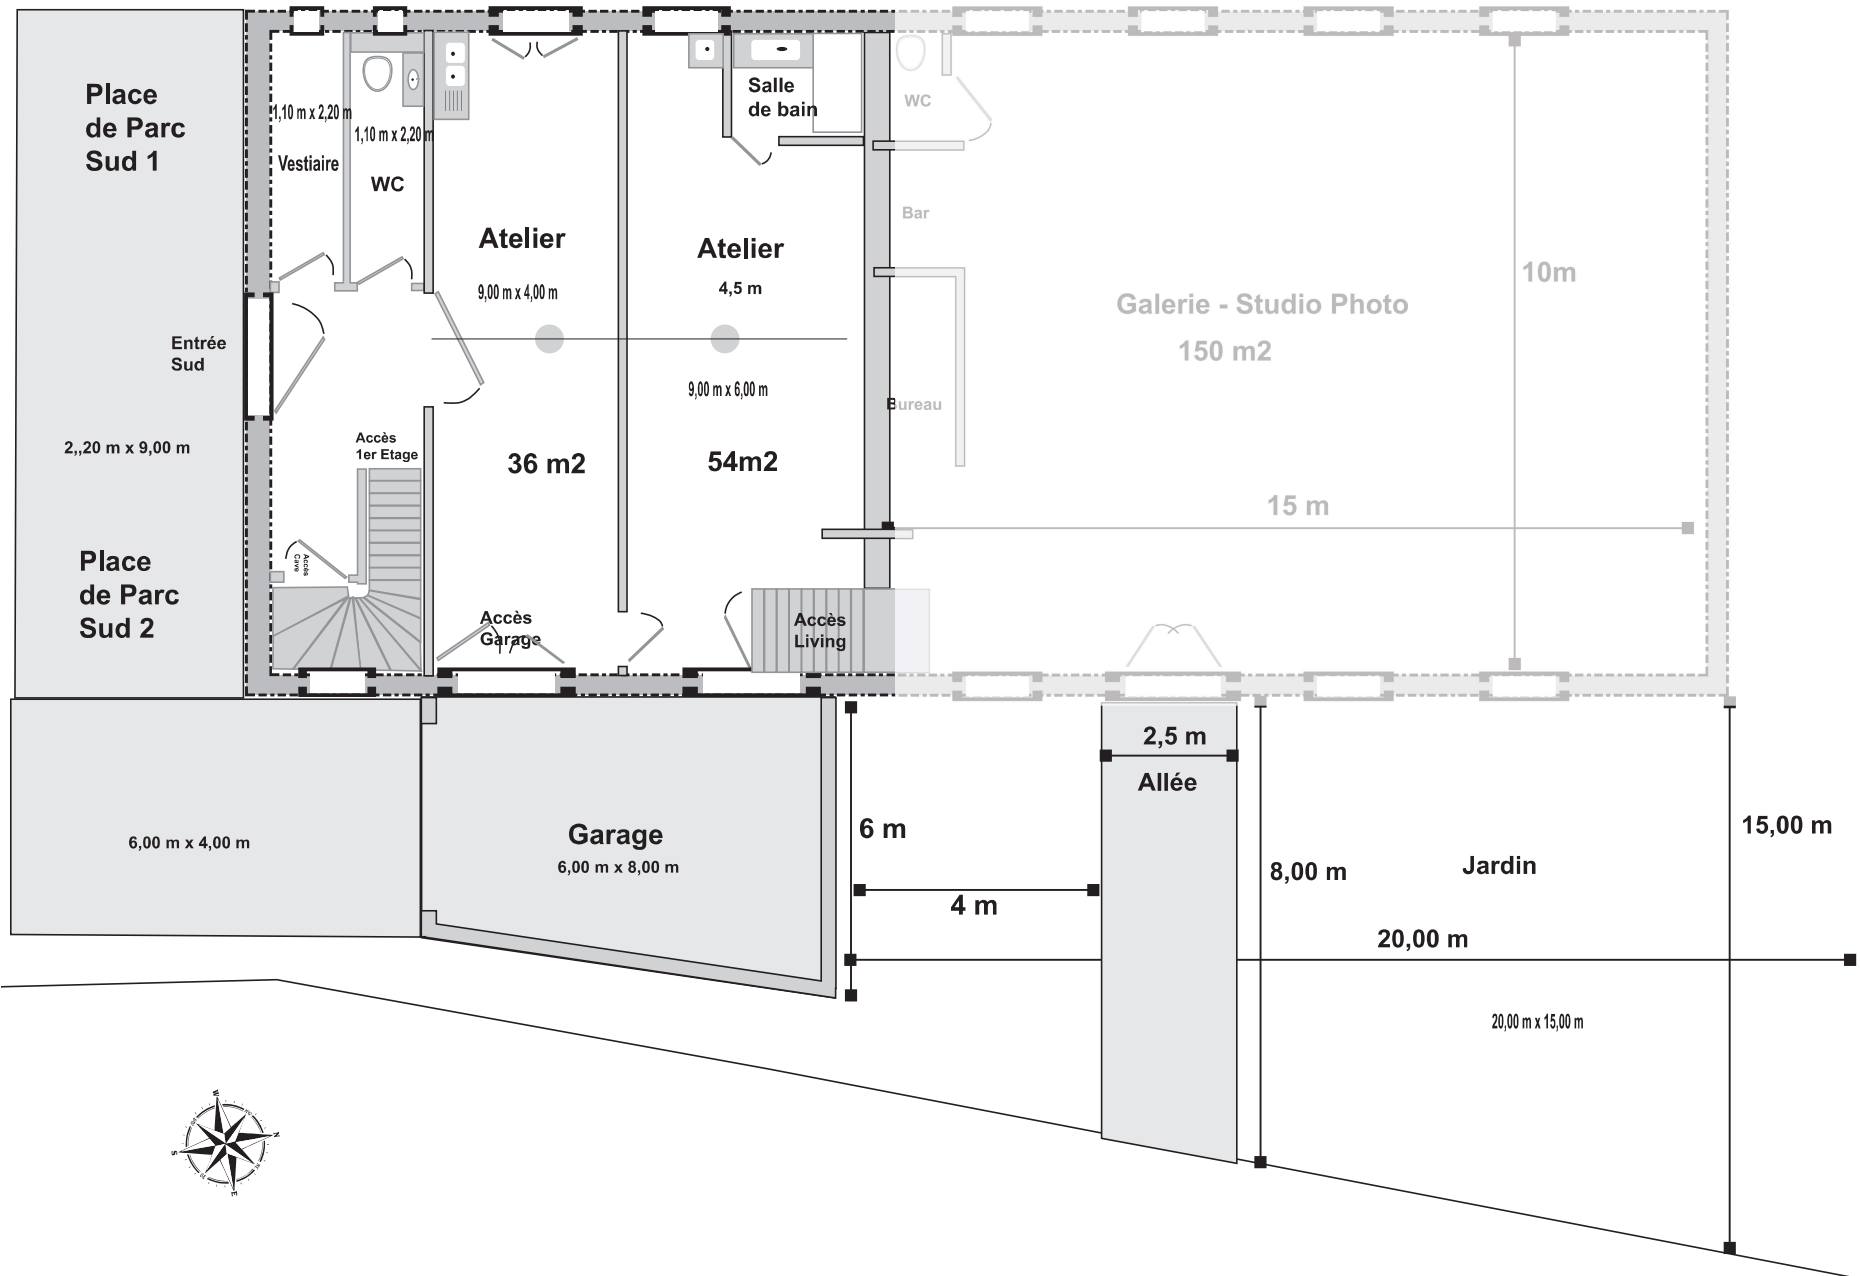 Place
de Parc
Sud 1
1,10 m x 2,20 m
Vestiaire
1,10 m x 2,20 m
WC
Salle
de bain
WC
Atelier
9,00 m x 4,00 m
Atelier
4,5 m
Bar
Galerie - Studio Photo
150 m2
10m
Entrée
Sud
9,00 m x 6,00 m
Bureau
2,,20 m x 9,00 m
Accès
1er Etage
36 m2
54m2
15 m
Place
de Parc
Sud 2
Accès
Cave
Accès
Garage
Accès
Living
6,00 m x 4,00 m
Garage
6,00 m x 8,00 m
6 m
4 m
2,5 m
Allée
8,00 m
Jardin
15,00 m
20,00 m
20,00 m x 15,00 m
W
N
S
E